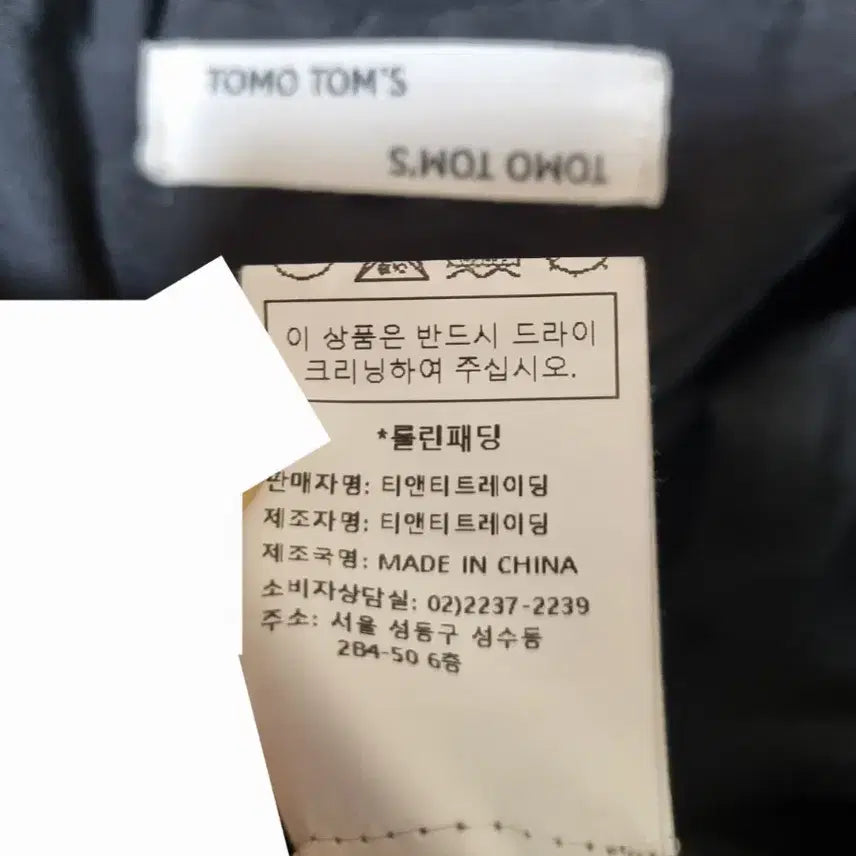 TOMO TOM'S
TOMO TOM'S
이 상품은 반드시 드라이
크리닝하여 주십시오.
*롤린패딩
판매자명: 티앤티트레이딩
제조자명: 티앤티트레이딩
제조국명: MADE IN CHINA
소비자상담실: 02)2237-2239
주소: 서울 성동구 성수동
284-50 6층